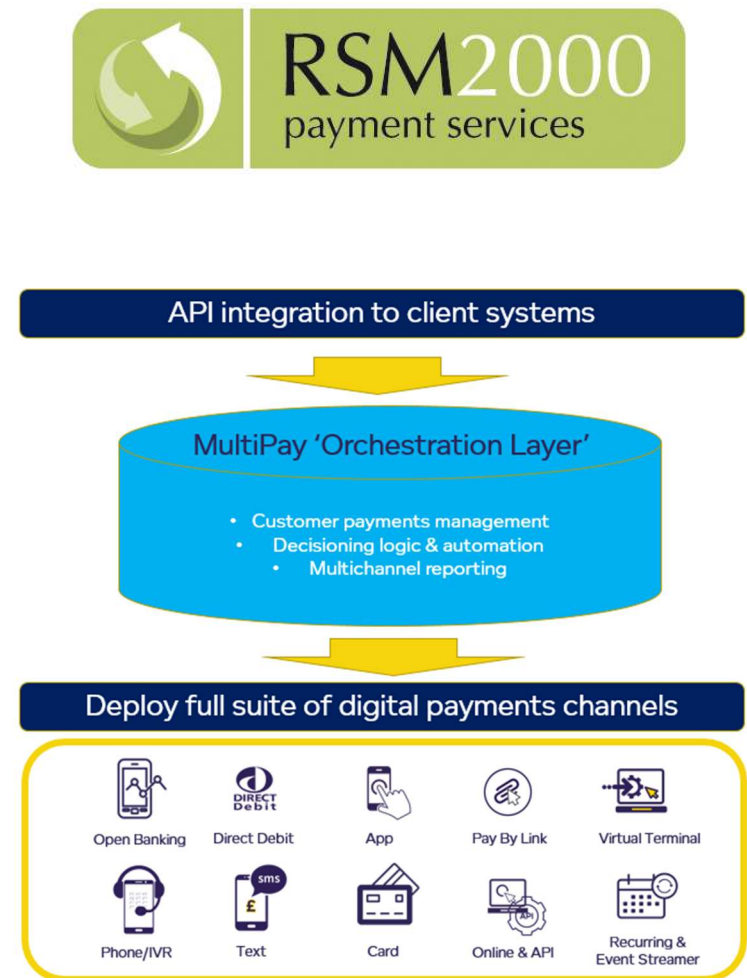 RSM2000
payment services
API integration to client systems
MultiPay ‘Orchestration Layer’
• Customer payments management
• Decisioning logic & automation
• Multichannel reporting
Deploy full suite of digital payments channels
Open Banking
DIRECT
Debit
Direct Debit
App
Pay By Link
Virtual Terminal
Phone/IVR
sms
£
Text
Card
API
Online & API
Recurring &
Event Streamer